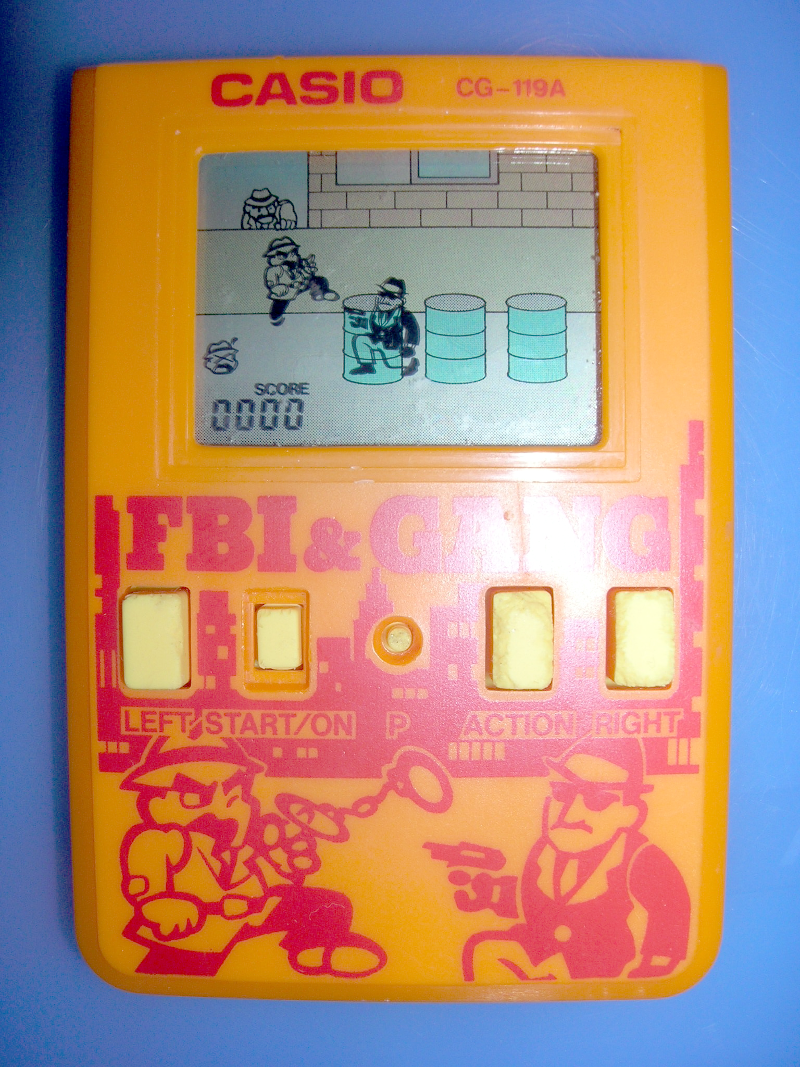 CASIO CG-119A
SCORE
0000
FBI & GANG
LEFT START/ON P ACTION RIGHT